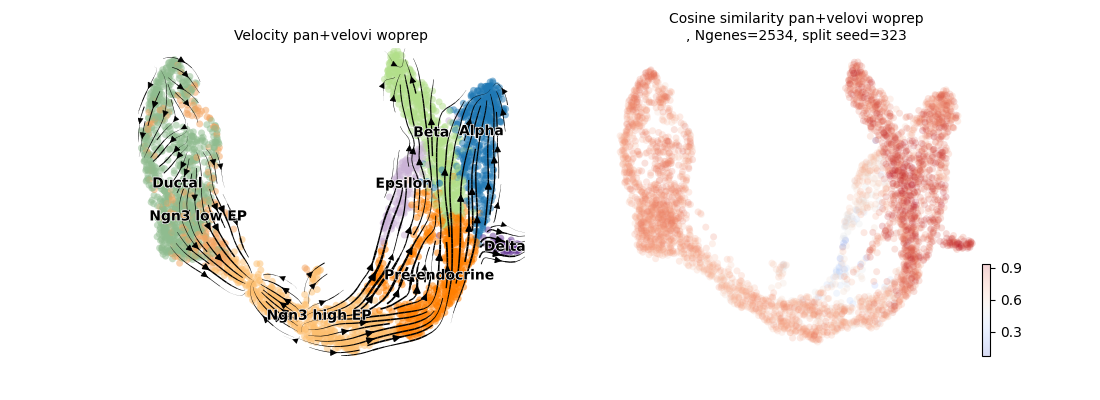 Velocity pan+velovi woprep
Beta
Alpha
Ductal
Epsilon
Ngn3 low EP
Delta
Pre-endocrine
Ngn3 high EP
Cosine similarity pan+velovi woprep
, Ngenes=2534, split seed=323
0.9
0.6
0.3